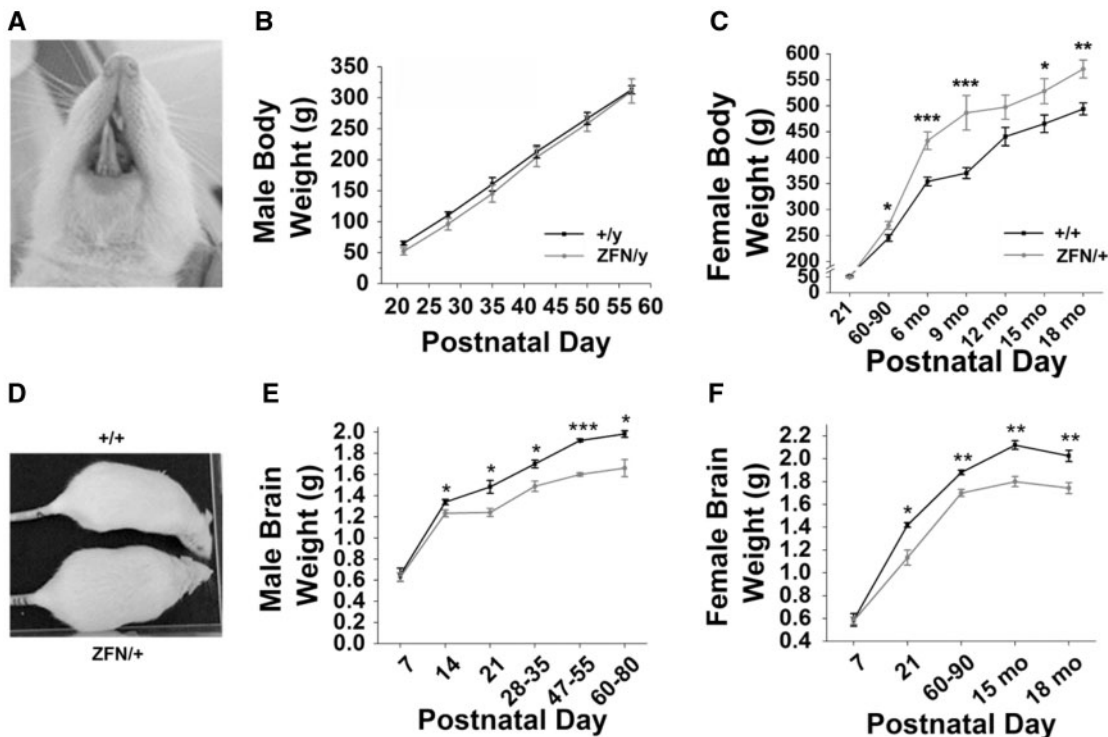 A
B
Male Body
Weight (g)
350
300
250
200
150
100
50
0
+/y
ZFN/y
20 25 30 35 40 45 50 55 60
Postnatal Day
C
Female Body
Weight (g)
600
550
500
450
400
350
300
250
200
50
0
*
***
***
*
**
+/+
ZFN/+
21
60-90
6 mo
9 mo
12 mo
15 mo
18 mo
Postnatal Day
D
+/+
ZFN/+
E
Male Brain
Weight (g)
2.0
1.8
1.6
1.4
1.2
1.0
0.8
0.6
0.4
0.2
0.0
*
*
*
***
*
7
14
21
28-35
47-55
60-80
Postnatal Day
F
Female Brain
Weight (g)
2.2
2.0
1.8
1.6
1.4
1.2
1.0
0.8
0.6
0.4
*
**
**
**
7
21
60-90
15 mo
18 mo
Postnatal Day